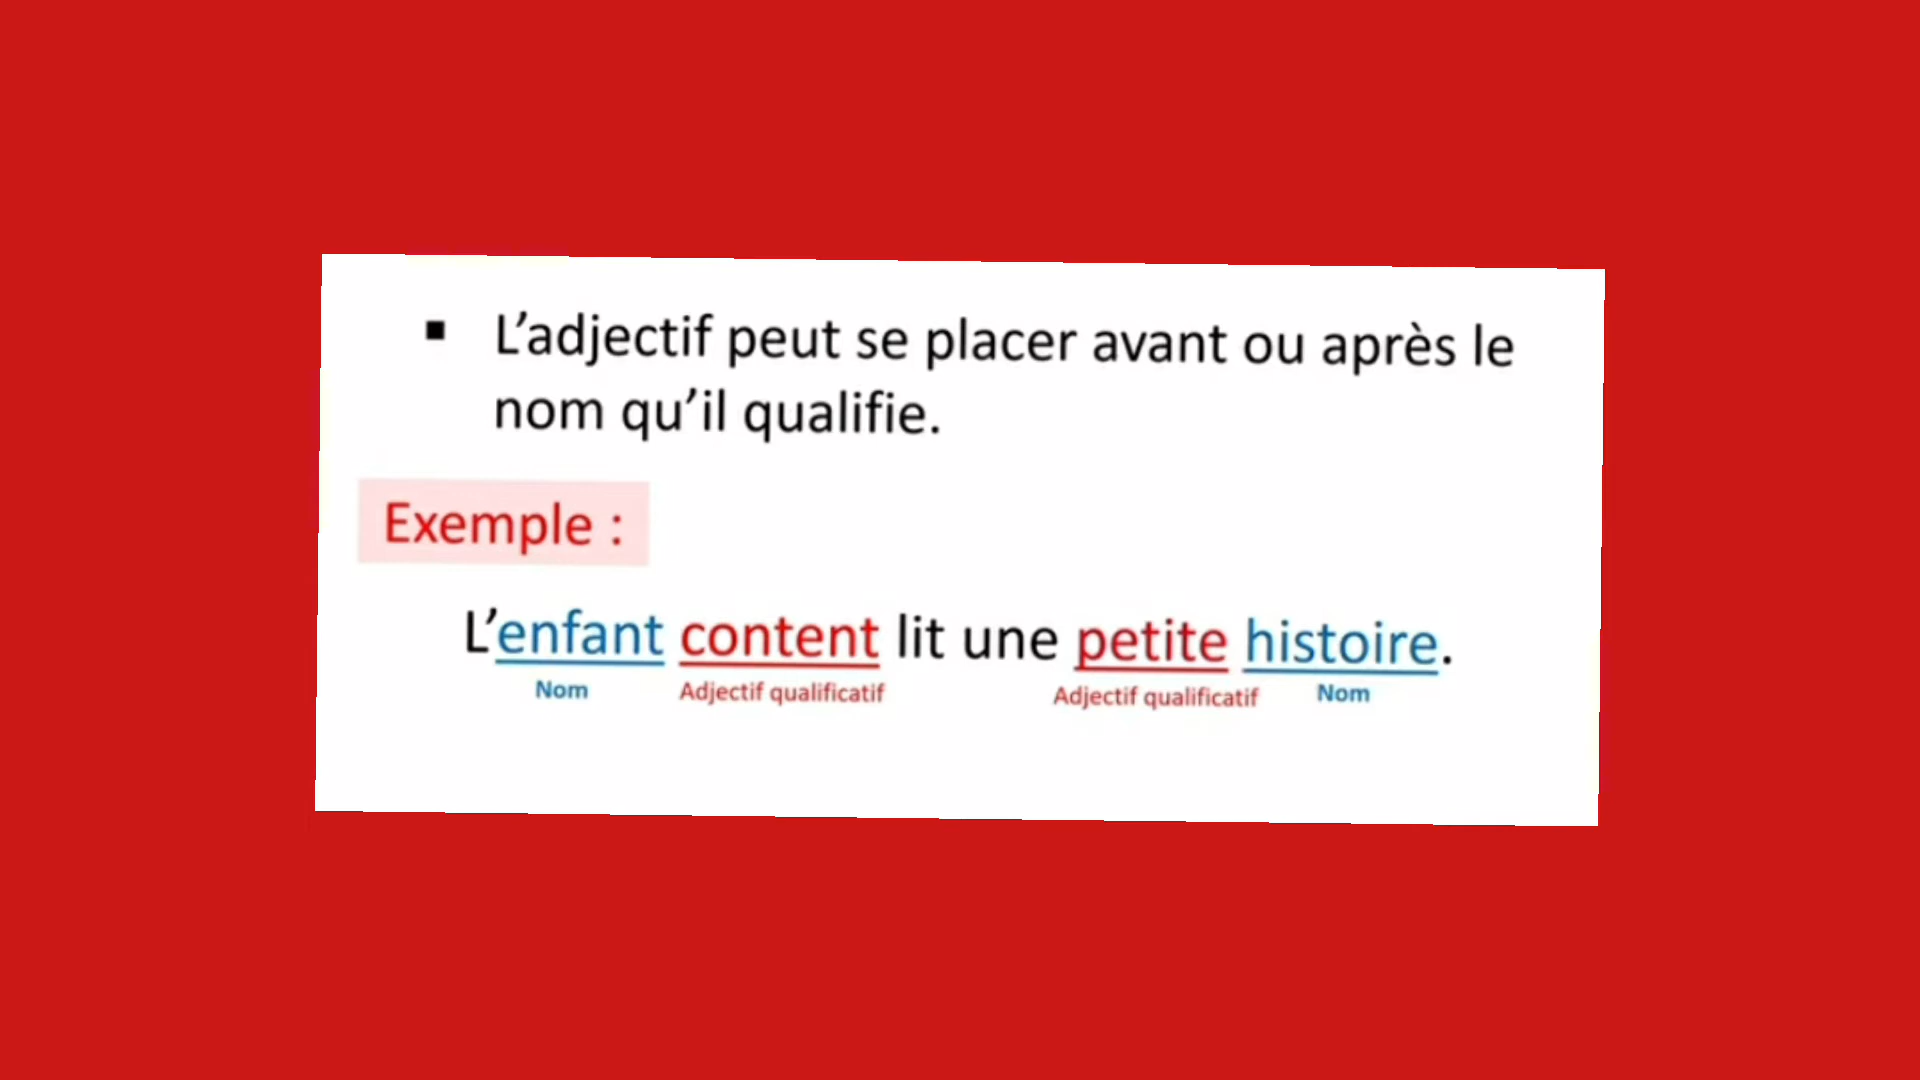 ▪ L’adjectif peut se placer avant ou après le
nom qu’il qualifie.
Exemple :
L’enfant content lit une petite histoire.
Nom Adjectif qualificatif Adjectif qualificatif Nom